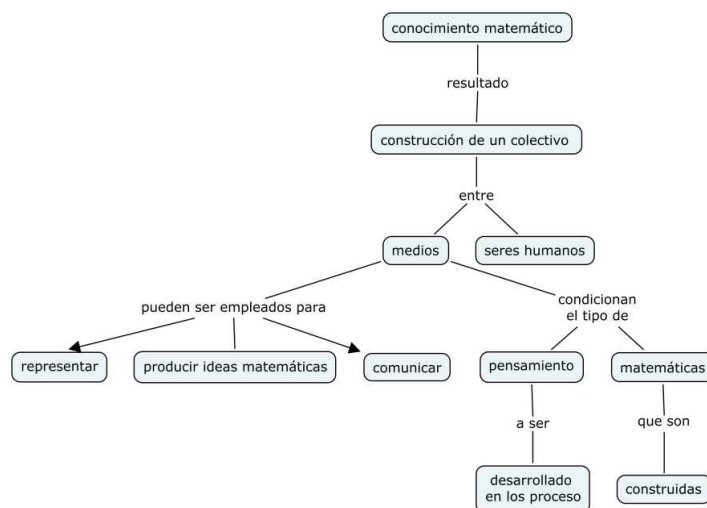 conocimiento matemático
resultado
construcción de un colectivo
entre
medios
seres humanos
pueden ser empleados para
condicionan
el tipo de
representar
producir ideas matemáticas
comunicar
pensamiento
matemáticas
a ser
que son
desarrollado
en los proceso
construidas